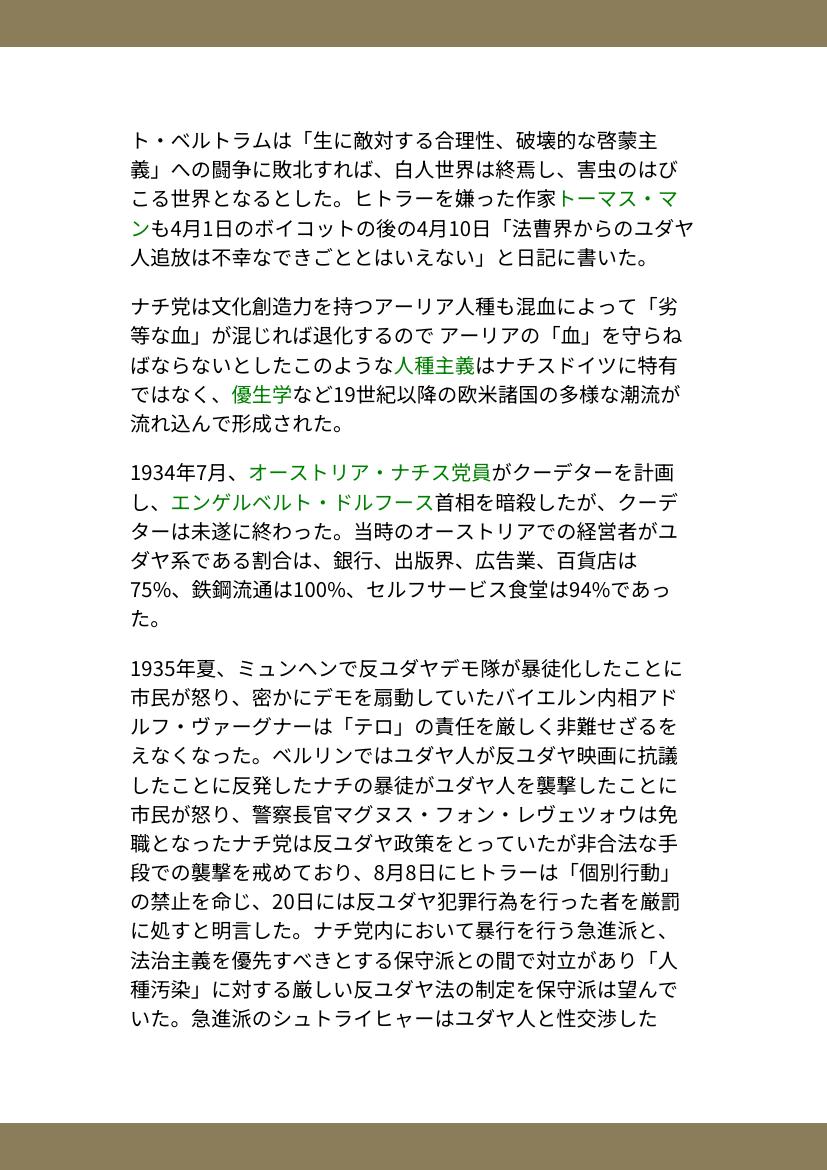 ト・ベルトラムは「生に敵対する合理性、破壊的な啓蒙主
義」への闘争に敗北すれば、白人世界は終焉し、害虫のはび
こる世界となるとした。ヒトラーを嫌った作家トーマス・マ
ンも4月1日のボイコットの後の4月10日「法曹界からのユダヤ
人追放は不幸なできごととはいえない」と日記に書いた。
ナチ党は文化創造力を持つアーリア人種も混血によって「劣
等な血」が混じれば退化するので アーリアの「血」を守らね
ばならないとしたこのような人種主義はナチスドイツに特有
ではなく、優生学など19世紀以降の欧米諸国の多様な潮流が
流れ込んで形成された。
1934年7月、オーストリア・ナチス党員がクーデターを計画
し、エンゲルベルト・ドルフース首相を暗殺したが、クーデ
ターは未遂に終わった。当時のオーストリアでの経営者がユ
ダヤ系である割合は、銀行、出版界、広告業、百貨店は
75%、鉄鋼流通は100%、セルフサービス食堂は94%であっ
た。
1935年夏、ミュンヘンで反ユダヤデモ隊が暴徒化したことに
市民が怒り、密かにデモを扇動していたバイエルン内相アド
ルフ・ヴァーグナーは「テロ」の責任を厳しく非難せざるを
えなくなった。ベルリンではユダヤ人が反ユダヤ映画に抗議
したことに反発したナチの暴徒がユダヤ人を襲撃したことに
市民が怒り、警察長官マグヌス・フォン・レヴェツォウは免
職となったナチ党は反ユダヤ政策をとっていたが非合法な手
段での襲撃を戒めており、8月8日にヒトラーは「個別行動」
の禁止を命じ、20日には反ユダヤ犯罪行為を行った者を厳罰
に処すと明言した。ナチ党内において暴行を行う急進派と、
法治主義を優先すべきとする保守派との間で対立があり「人
種汚染」に対する厳しい反ユダヤ法の制定を保守派は望んで
いた。急進派のシュトライヒャーはユダヤ人と性交渉した